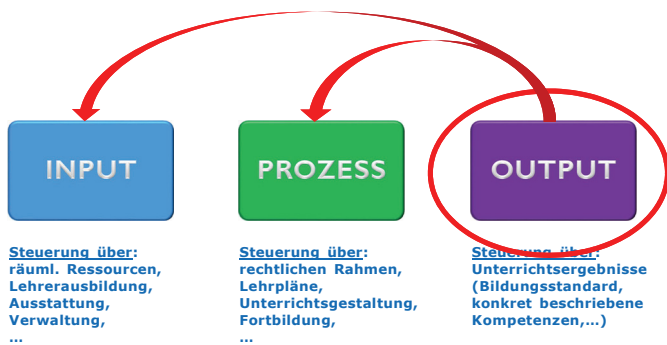 INPUT
PROZESS
OUTPUT
Steuerung über:
räuml. Ressourcen,
Lehrerausbildung,
Ausstattung,
Verwaltung,
…
Steuerung über:
rechtlichen Rahmen,
Lehrpläne,
Unterrichtsgestaltung,
Fortbildung,
…
Steuerung über:
Unterrichtsergebnisse
(Bildungsstandard,
konkret beschriebene
Kompetenzen,…)